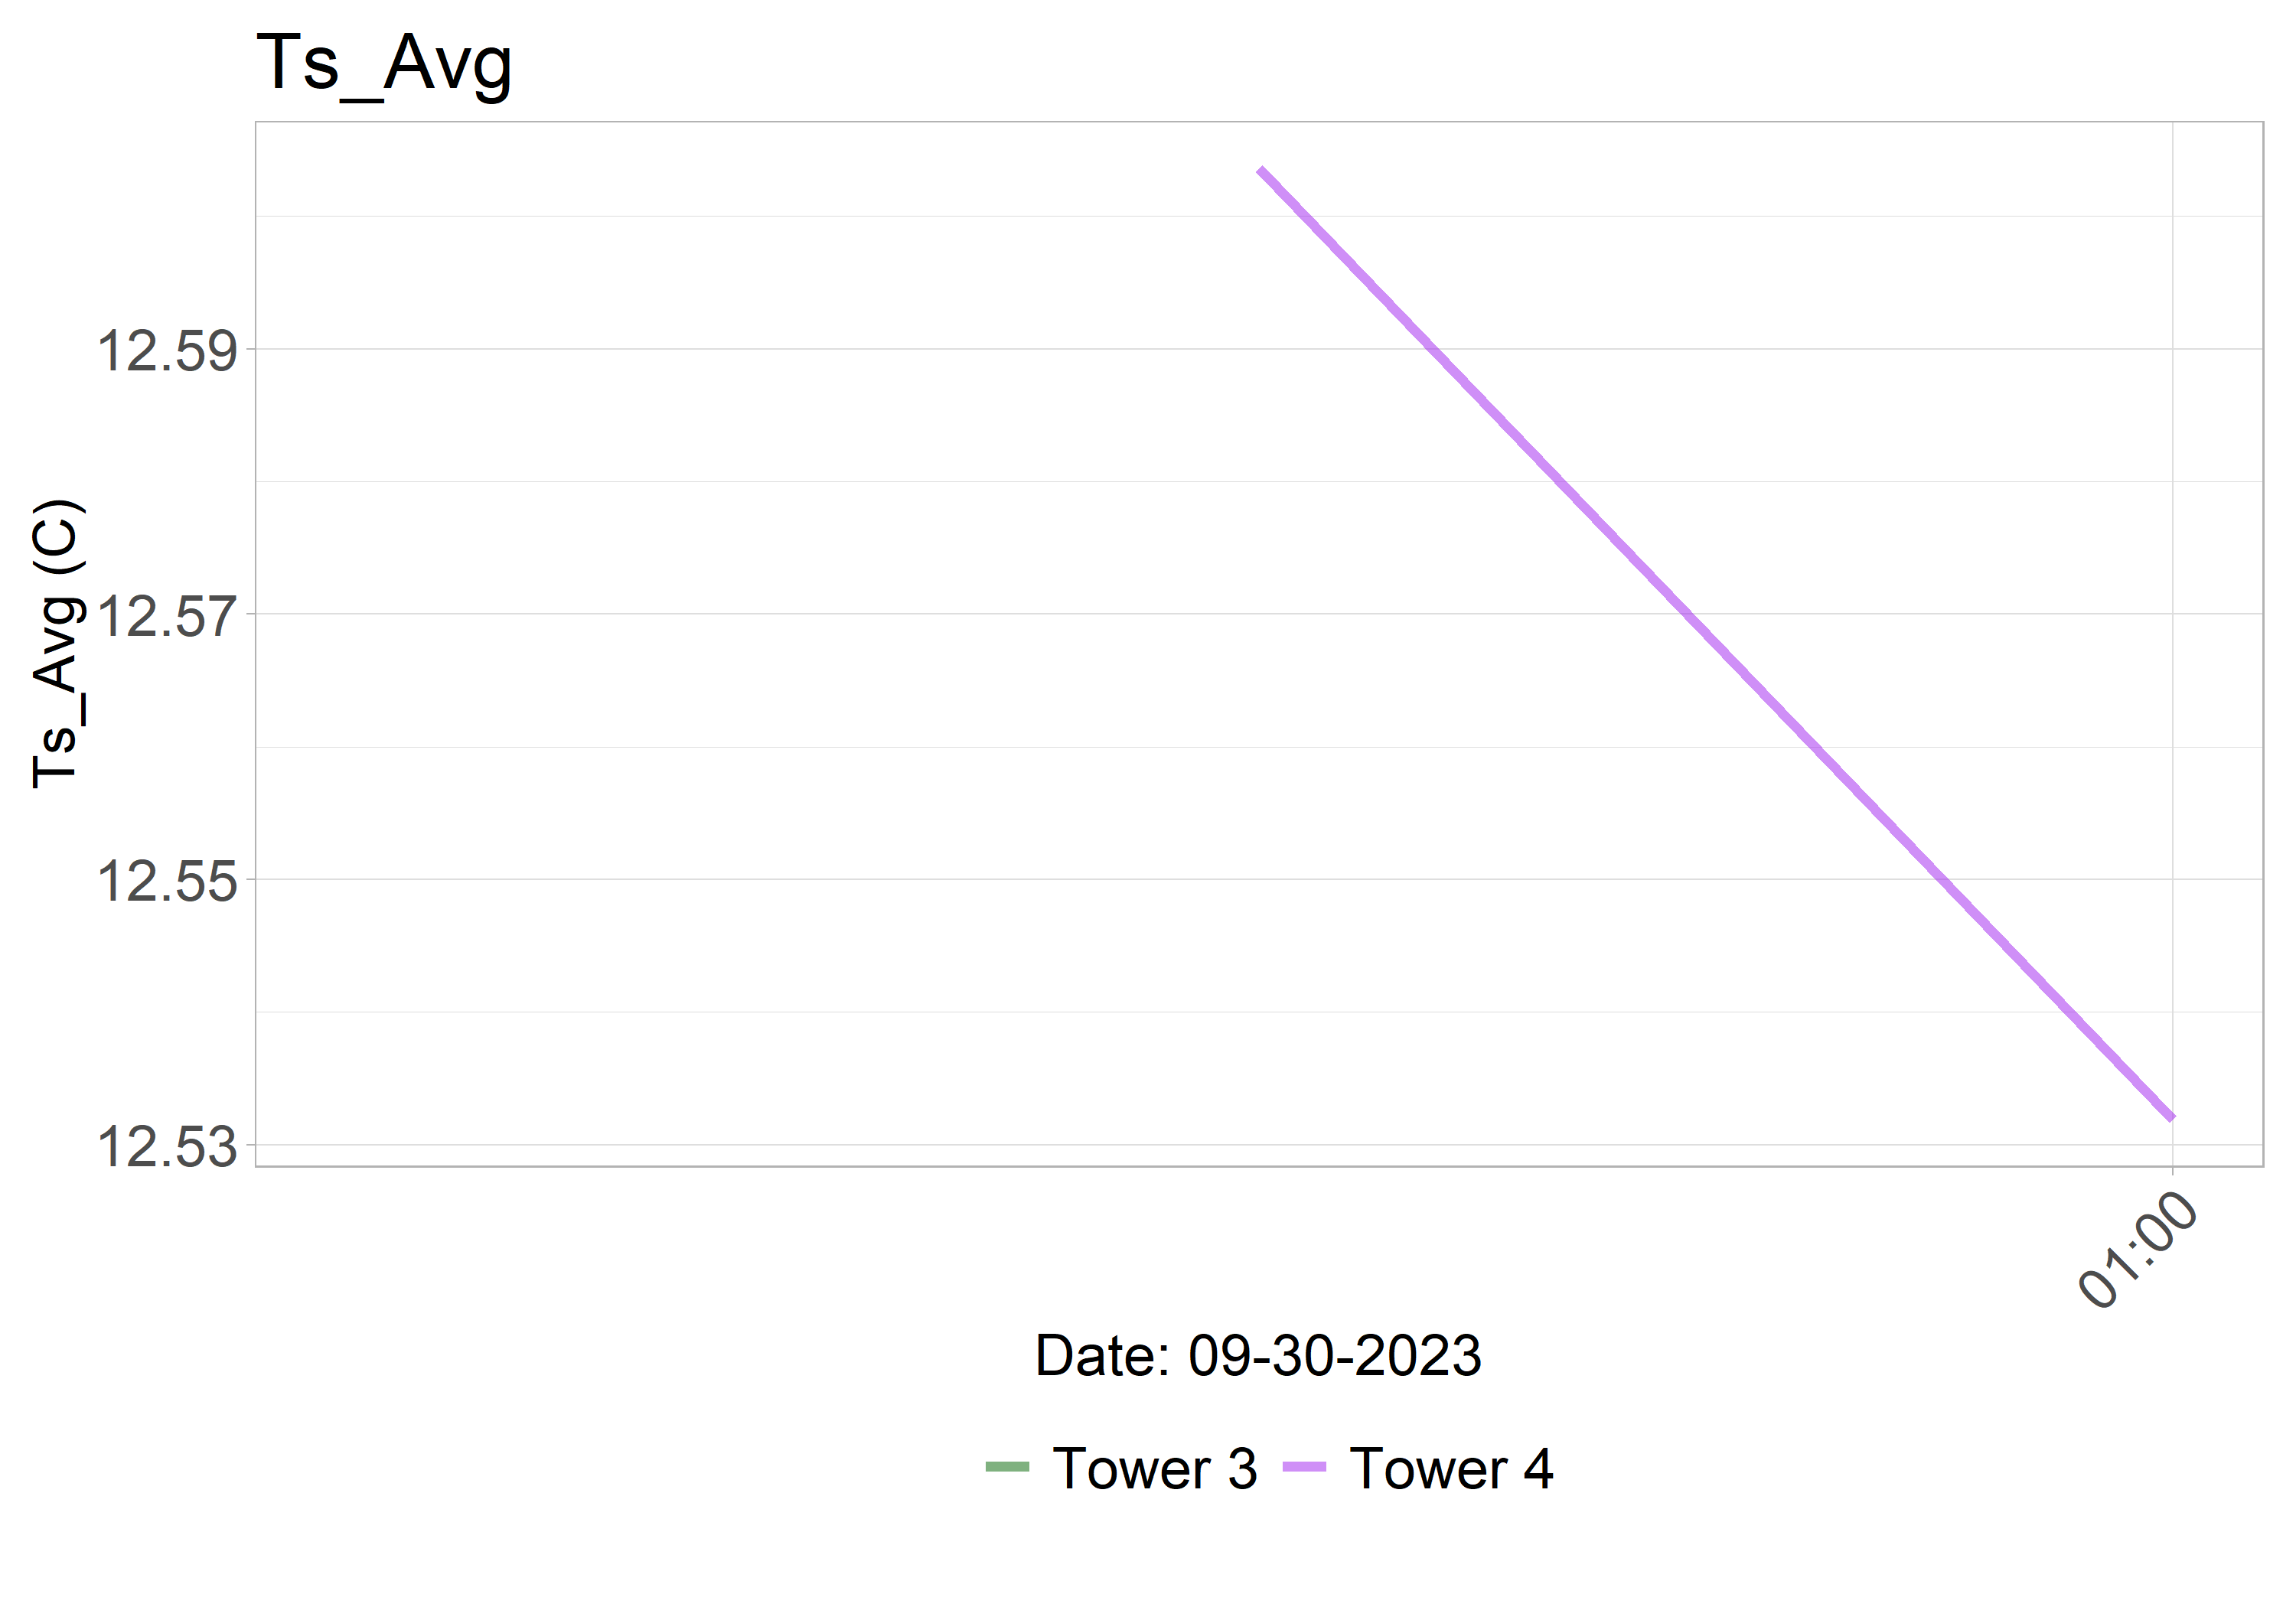 Ts_Avg
Ts_Avg (C)
12.59
12.57
12.55
12.53
01:00
Date: 09-30-2023
Tower 3 Tower 4